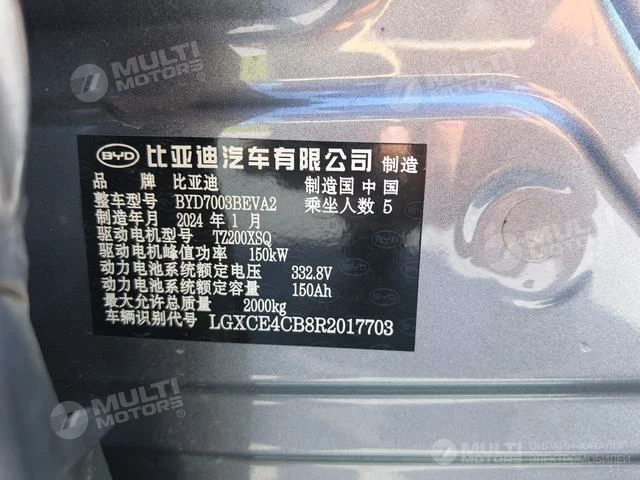 MULTI MOTORS®
MULTI MOTORS®
BYD 比亚迪汽车有限公司 制造
品 牌 比亚迪 制造国 中国
整车型号 BYD7003BEVA2 乘坐人数 5
制造年月 2024 年 1 月
驱动电机型号 TZ200XSQ
驱动电机峰值功率 150kW
动力电池系统额定电压 332.8V
动力电池系统额定容量 150Ah
最大允许总质量 2000kg
车辆识别代号 LGXCE4CB8R2017703
MULTI MOTORS®
MULTI MOTORS
ОНЛАЙН-КАТАЛОГ
ЭЛЕКТРОМОБИЛЕЙ